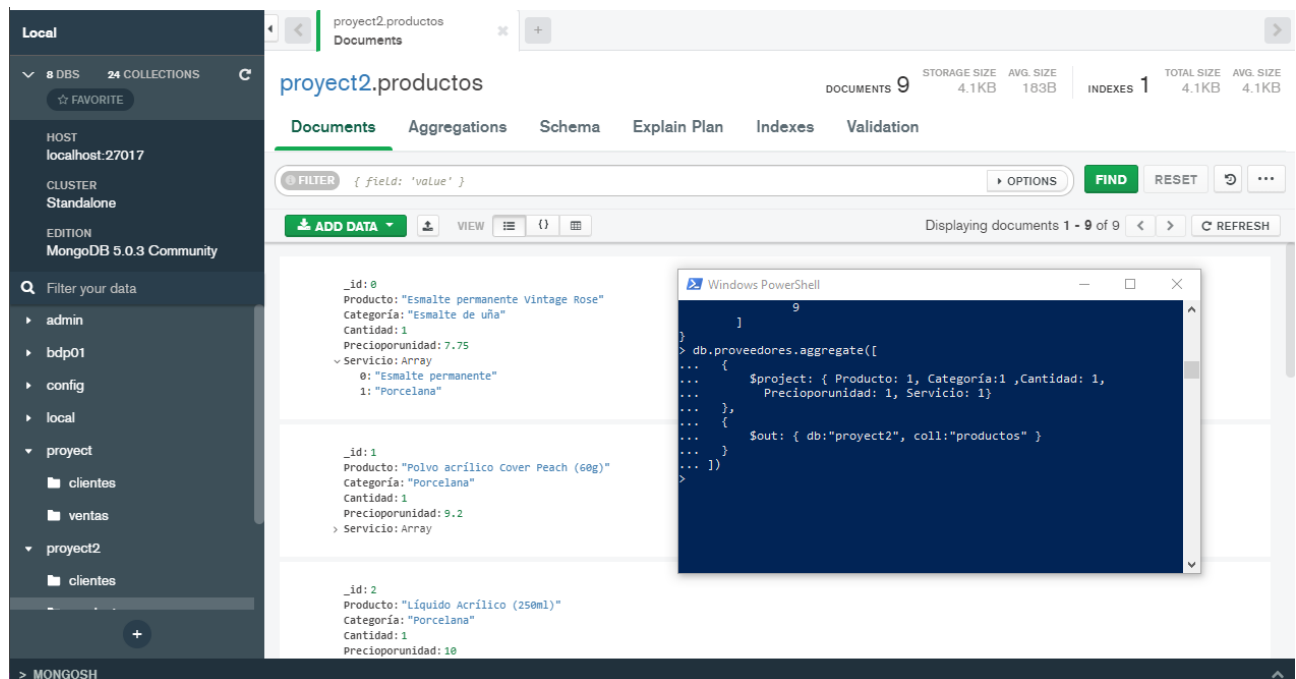 Local
8 DBS 24 COLLECTIONS
FAVORITE
HOST
localhost:27017
CLUSTER
Standalone
EDITION
MongoDB 5.0.3 Community
Filter your data
admin
bdp01
config
local
proyect
clientes
ventas
proyect2
clientes
> MONGOSH
proyect2.productos
Documents
proyect2.productos
DOCUMENTS 9 STORAGE SIZE 4.1KB AVG. SIZE 183B INDEXES 1 TOTAL SIZE 4.1KB AVG. SIZE 4.1KB
Documents Aggregations Schema Explain Plan Indexes Validation
FILTER { field: 'value' } OPTIONS FIND RESET ...
ADD DATA VIEW {} Displaying documents 1 - 9 of 9 < > REFRESH
_id: 0
Producto: "Esmalte permanente Vintage Rose"
Categoría: "Esmalte de uña"
Cantidad: 1
Precioporunidad: 7.75
Servicio: Array
0: "Esmalte permanente"
1: "Porcelana"
_id: 1
Producto: "Polvo acrílico Cover Peach (60g)"
Categoría: "Porcelana"
Cantidad: 1
Precioporunidad: 9.2
> Servicio: Array
_id: 2
Producto: "Líquido Acrílico (250ml)"
Categoría: "Porcelana"
Cantidad: 1
Precioporunidad: 10
Windows PowerShell
9
]
}
> db.proveedores.aggregate([
... {
... $project: { Producto: 1, Categoría:1 ,Cantidad: 1,
... Precioporunidad: 1, Servicio: 1}
... },
... {
... $out: { db:"proyect2", coll:"productos" }
... }
... ])
>